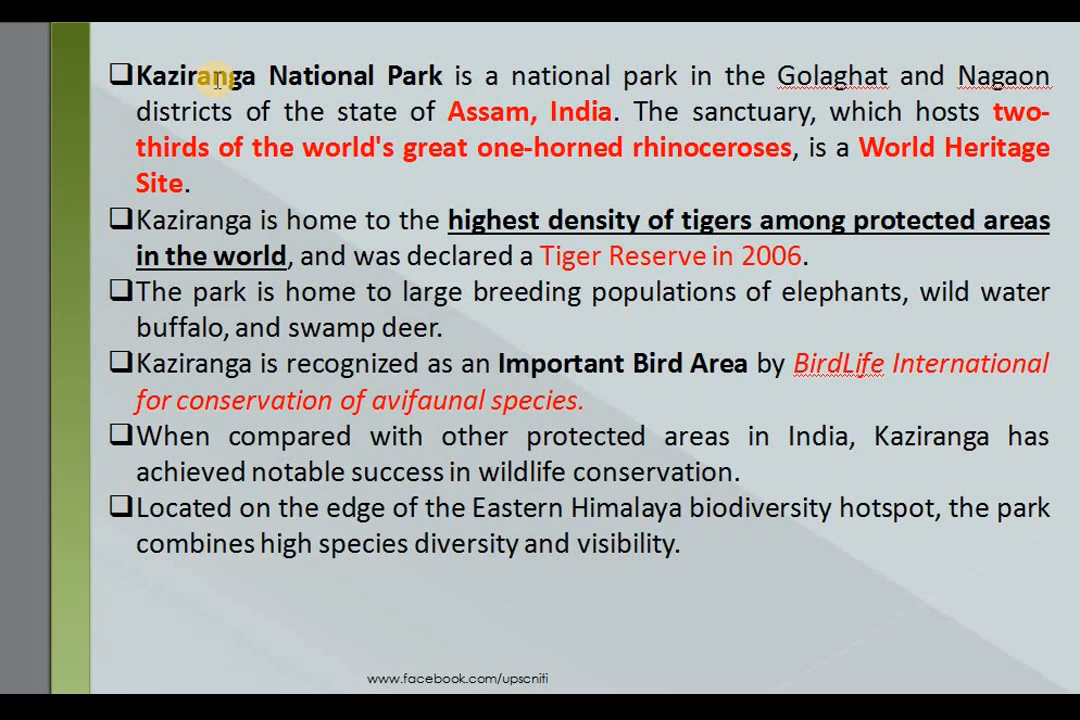 ❑Kaziranga National Park is a national park in the Golaghat and Nagaon
districts of the state of Assam, India. The sanctuary, which hosts two-
thirds of the world's great one-horned rhinoceroses, is a World Heritage
Site.
❑Kaziranga is home to the highest density of tigers among protected areas
in the world, and was declared a Tiger Reserve in 2006.
❑The park is home to large breeding populations of elephants, wild water
buffalo, and swamp deer.
❑Kaziranga is recognized as an Important Bird Area by BirdLife International
for conservation of avifaunal species.
❑When compared with other protected areas in India, Kaziranga has
achieved notable success in wildlife conservation.
❑Located on the edge of the Eastern Himalaya biodiversity hotspot, the park
combines high species diversity and visibility.
www.facebook.com/upscniti